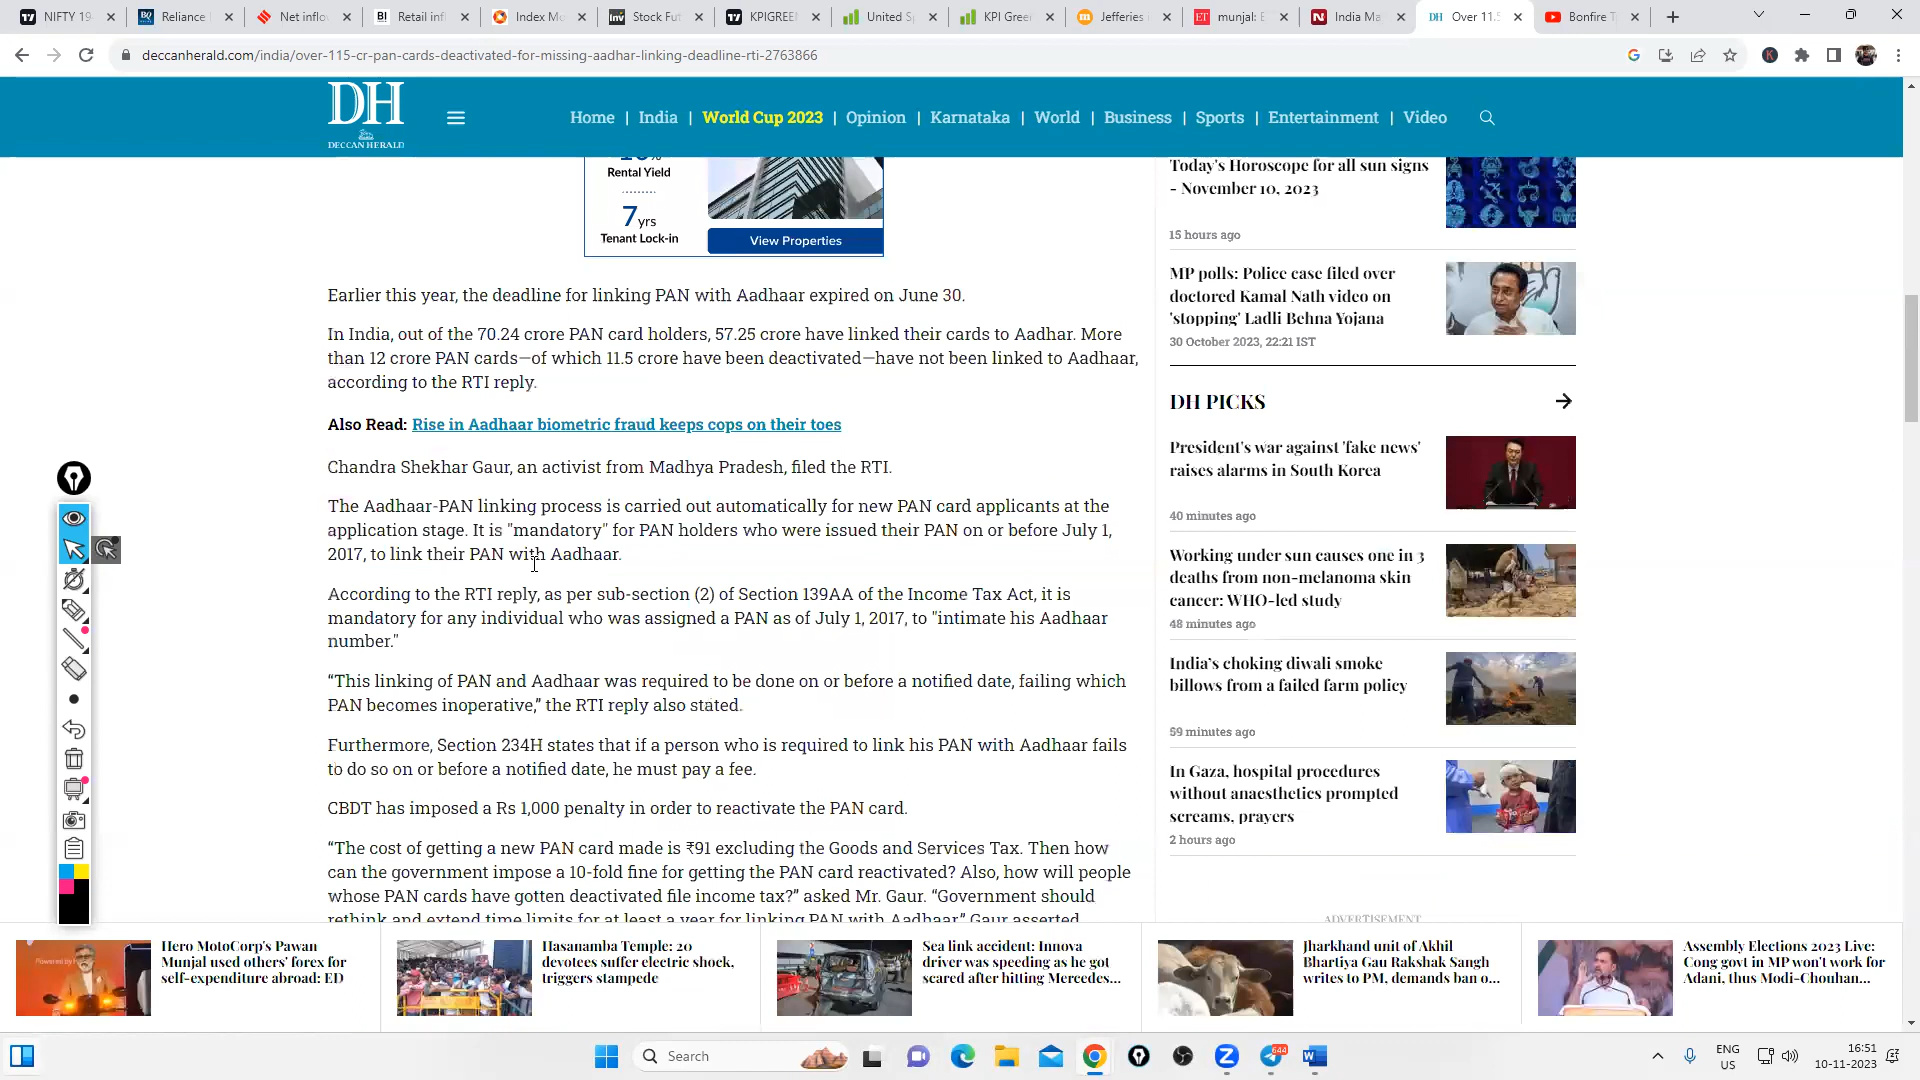 NIFTY 19
Reliance
Net inflo
Retail infl
Index Mo
Stock Fut
KPIGREEN
United Sp
KPI Gree
Jefferies
munjal: E
India Ma
Over 11.5
Bonfire T
deccanherald.com/india/over-115-cr-pan-cards-deactivated-for-missing-aadhar-linking-deadline-rti-2763866
DH
DECCAN HERALD
Home | India | World Cup 2023 | Opinion | Karnataka | World | Business | Sports | Entertainment | Video
Rental Yield
7yrs
Tenant Lock-in
View Properties
Earlier this year, the deadline for linking PAN with Aadhaar expired on June 30.
In India, out of the 70.24 crore PAN card holders, 57.25 crore have linked their cards to Aadhar. More
than 12 crore PAN cards—of which 11.5 crore have been deactivated—have not been linked to Aadhaar,
according to the RTI reply.
Also Read: Rise in Aadhaar biometric fraud keeps cops on their toes
Chandra Shekhar Gaur, an activist from Madhya Pradesh, filed the RTI.
The Aadhaar-PAN linking process is carried out automatically for new PAN card applicants at the
application stage. It is "mandatory" for PAN holders who were issued their PAN on or before July 1,
2017, to link their PAN with Aadhaar.
According to the RTI reply, as per sub-section (2) of Section 139AA of the Income Tax Act, it is
mandatory for any individual who was assigned a PAN as of July 1, 2017, to "intimate his Aadhaar
number."
“This linking of PAN and Aadhaar was required to be done on or before a notified date, failing which
PAN becomes inoperative,” the RTI reply also stated.
Furthermore, Section 234H states that if a person who is required to link his PAN with Aadhaar fails
to do so on or before a notified date, he must pay a fee.
CBDT has imposed a Rs 1,000 penalty in order to reactivate the PAN card.
“The cost of getting a new PAN card made is ₹91 excluding the Goods and Services Tax. Then how
can the government impose a 10-fold fine for getting the PAN card reactivated? Also, how will people
whose PAN cards have gotten deactivated file income tax?” asked Mr. Gaur. “Government should
rethink and extend time limits for at least a year for linking PAN with Aadhaar,” Gaur asserted.
Today's Horoscope for all sun signs
- November 10, 2023
15 hours ago
MP polls: Police case filed over
doctored Kamal Nath video on
'stopping' Ladli Behna Yojana
30 October 2023, 22:21 IST
DH PICKS
President's war against 'fake news'
raises alarms in South Korea
40 minutes ago
Working under sun causes one in 3
deaths from non-melanoma skin
cancer: WHO-led study
48 minutes ago
India’s choking diwali smoke
billows from a failed farm policy
59 minutes ago
In Gaza, hospital procedures
without anaesthetics prompted
screams, prayers
2 hours ago
ADVERTISEMENT
Hero MotoCorp's Pawan
Munjal used others' forex for
self-expenditure abroad: ED
Hasanamba Temple: 20
devotees suffer electric shock,
triggers stampede
Sea link accident: Innova
driver was speeding as he got
scared after hitting Mercedes...
Jharkhand unit of Akhil
Bhartiya Gau Rakshak Sangh
writes to PM, demands ban o...
Assembly Elections 2023 Live:
Cong govt in MP won't work for
Adani, thus Modi-Chouhan...
Search
644
ENG
US
16:51
10-11-2023